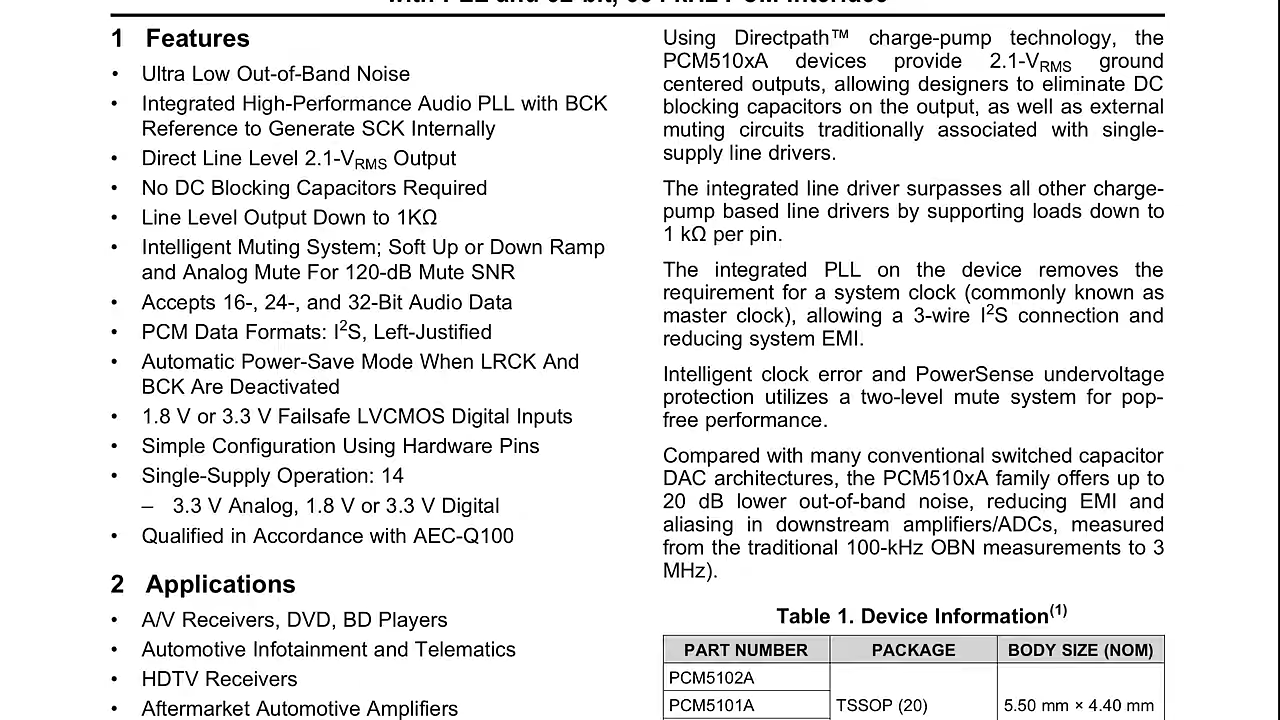 1 Features
• Ultra Low Out-of-Band Noise
• Integrated High-Performance Audio PLL with BCK
Reference to Generate SCK Internally
• Direct Line Level 2.1-VRMS Output
• No DC Blocking Capacitors Required
• Line Level Output Down to 1KΩ
• Intelligent Muting System; Soft Up or Down Ramp
and Analog Mute For 120-dB Mute SNR
• Accepts 16-, 24-, and 32-Bit Audio Data
• PCM Data Formats: I²S, Left-Justified
• Automatic Power-Save Mode When LRCK And
BCK Are Deactivated
• 1.8 V or 3.3 V Failsafe LVCMOS Digital Inputs
• Simple Configuration Using Hardware Pins
• Single-Supply Operation: 14
– 3.3 V Analog, 1.8 V or 3.3 V Digital
• Qualified in Accordance with AEC-Q100
2 Applications
• A/V Receivers, DVD, BD Players
• Automotive Infotainment and Telematics
• HDTV Receivers
• Aftermarket Automotive Amplifiers
Using Directpath™ charge-pump technology, the
PCM510xA devices provide 2.1-VRMS ground
centered outputs, allowing designers to eliminate DC
blocking capacitors on the output, as well as external
muting circuits traditionally associated with single-
supply line drivers.
The integrated line driver surpasses all other charge-
pump based line drivers by supporting loads down to
1 kΩ per pin.
The integrated PLL on the device removes the
requirement for a system clock (commonly known as
master clock), allowing a 3-wire I²S connection and
reducing system EMI.
Intelligent clock error and PowerSense undervoltage
protection utilizes a two-level mute system for pop-
free performance.
Compared with many conventional switched capacitor
DAC architectures, the PCM510xA family offers up to
20 dB lower out-of-band noise, reducing EMI and
aliasing in downstream amplifiers/ADCs, measured
from the traditional 100-kHz OBN measurements to 3
MHz).
Table 1. Device Information(1)
PART NUMBER PACKAGE BODY SIZE (NOM)
PCM5102A
PCM5101A TSSOP (20) 5.50 mm × 4.40 mm